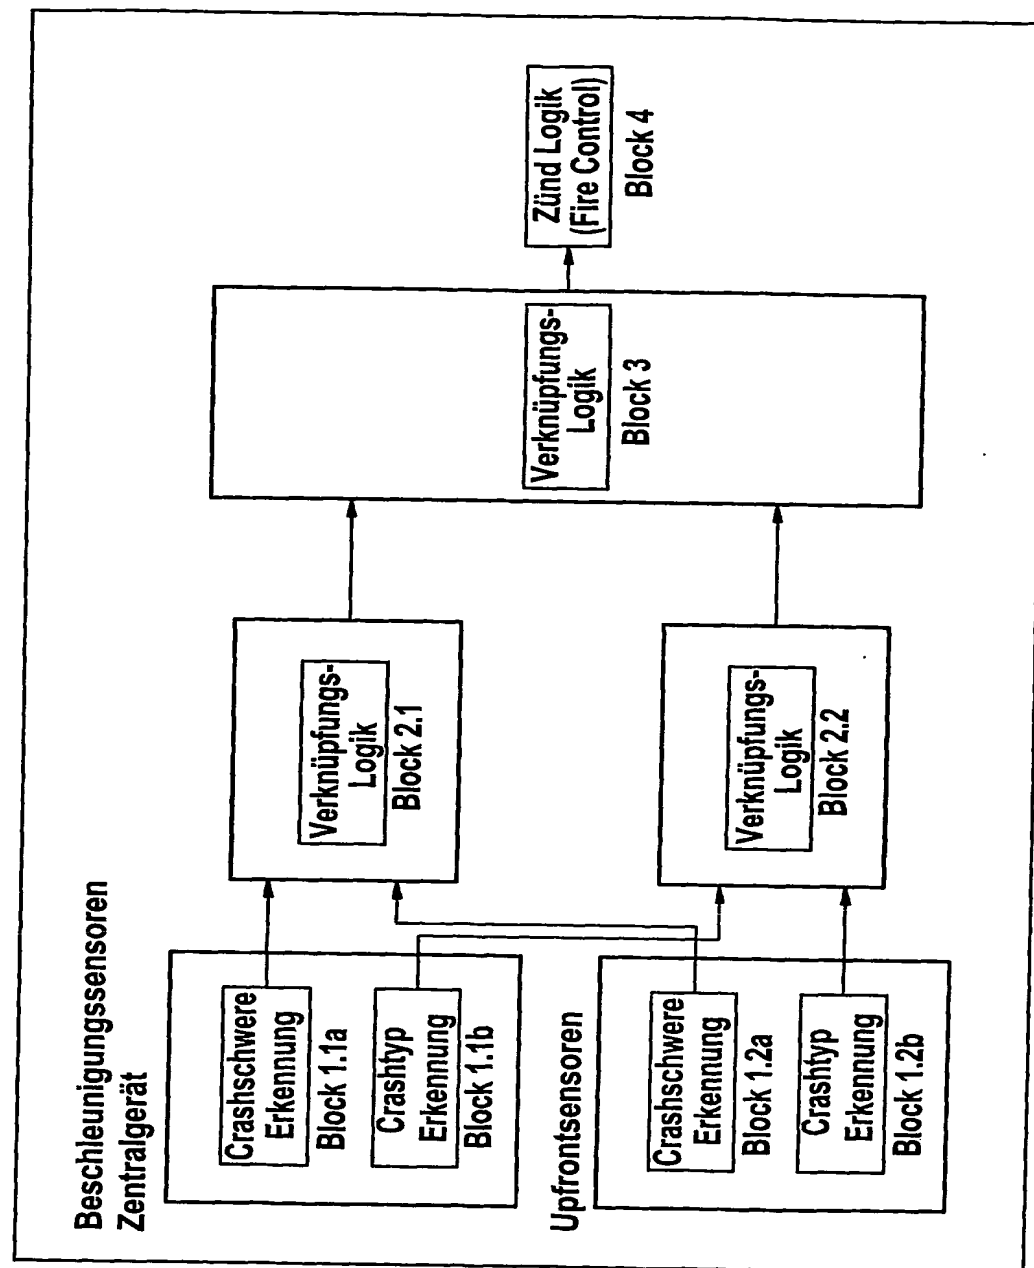 Beschleunigungssensoren
Zentralgerät
Crashschwere
Erkennung
Block 1.1a
Crashtyp
Erkennung
Block 1.1b
Upfrontsensoren
Crashschwere
Erkennung
Block 1.2a
Crashtyp
Erkennung
Block 1.2b
Verknüpfungs-
Logik
Block 2.1
Verknüpfungs-
Logik
Block 2.2
Verknüpfungs-
Logik
Block 3
Zünd Logik
(Fire Control)
Block 4